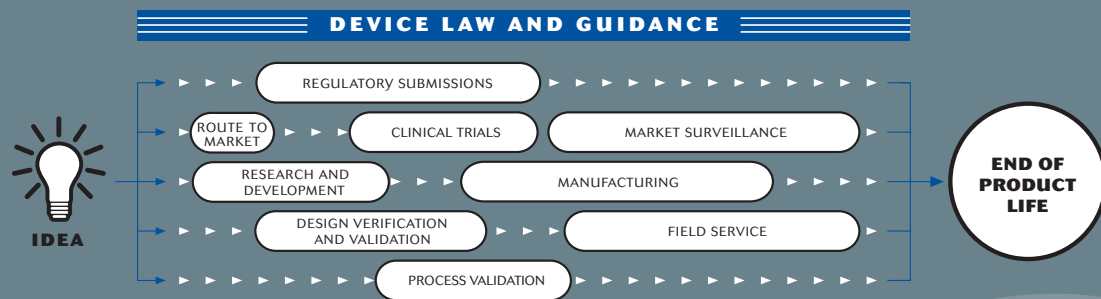 DEVICE LAW AND GUIDANCE
REGULATORY SUBMISSIONS
ROUTE TO
MARKET
CLINICAL TRIALS
MARKET SURVEILLANCE
RESEARCH AND
DEVELOPMENT
MANUFACTURING
DESIGN VERIFICATION
AND VALIDATION
FIELD SERVICE
PROCESS VALIDATION
IDEA
END OF
PRODUCT
LIFE